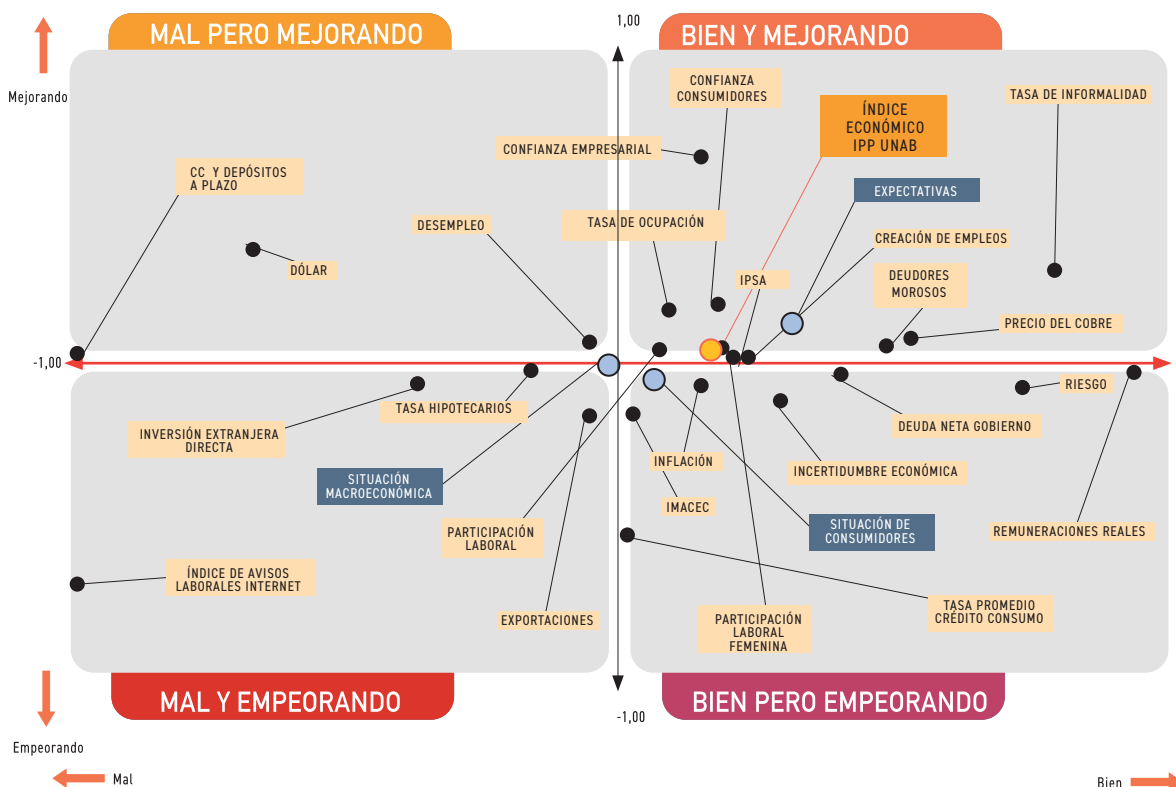 MAL PERO MEJORANDO
1,00
BIEN Y MEJORANDO
Mejorando
CONFIANZA
CONSUMIDORES
TASA DE INFORMALIDAD
ÍNDICE
ECONÓMICO
IPP UNAB
CONFIANZA EMPRESARIAL
CC Y DEPÓSITOS
A PLAZO
EXPECTATIVAS
DESEMPLEO
TASA DE OCUPACIÓN
CREACIÓN DE EMPLEOS
DÓLAR
IPSA
DEUDORES
MOROSOS
PRECIO DEL COBRE
-1,00
RIESGO
TASA HIPOTECARIOS
INVERSIÓN EXTRANJERA
DIRECTA
DEUDA NETA GOBIERNO
INFLACIÓN
INCERTIDUMBRE ECONÓMICA
SITUACIÓN
MACROECONÓMICA
IMACEC
PARTICIPACIÓN
LABORAL
SITUACIÓN DE
CONSUMIDORES
REMUNERACIONES REALES
ÍNDICE DE AVISOS
LABORALES INTERNET
EXPORTACIONES
PARTICIPACIÓN
LABORAL
FEMENINA
TASA PROMEDIO
CRÉDITO CONSUMO
MAL Y EMPEORANDO
BIEN PERO EMPEORANDO
-1,00
Empeorando
Mal
Bien